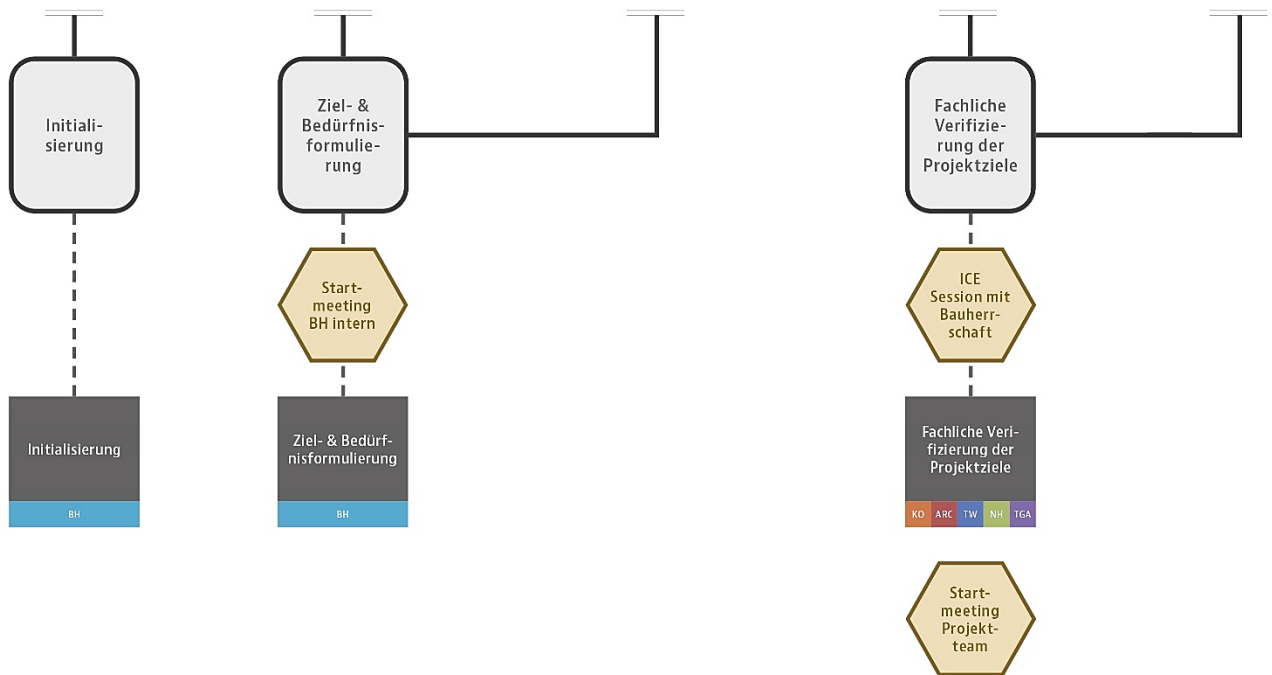 Initiali-
sierung
Ziel- &
Bedürfnis-
formulie-
rung
Fachliche
Verifizie-
rung der
Projektziele
Start-
meeting
BH intern
ICE
Session mit
Bauherr-
schaft
Initialisierung
BH
Ziel- & Bedürf-
nisformulierung
BH
Fachliche Veri-
fizierung der
Projektziele
KO ARC TW NH TGA
Start-
meeting
Projekt-
team